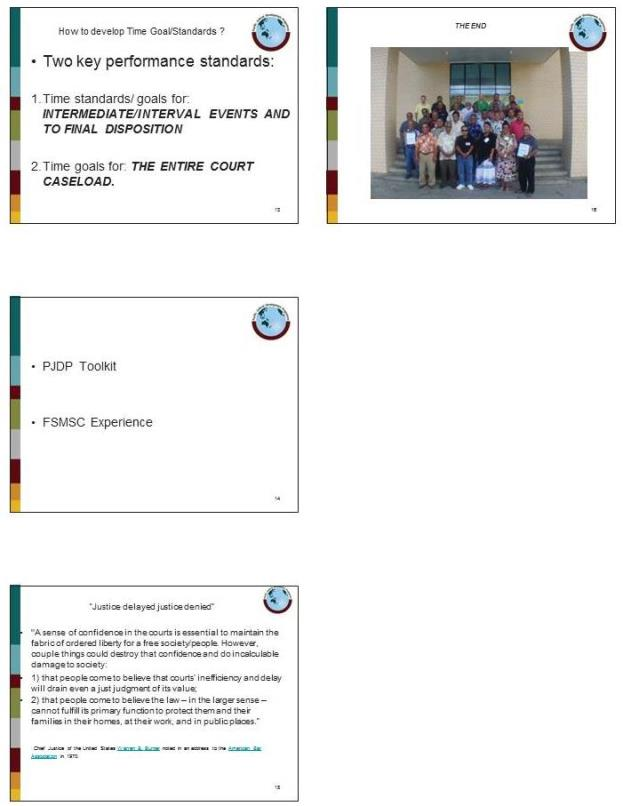 How to develop Time Goal/Standards ?
• Two key performance standards:
1. Time standards/ goals for:
INTERMEDIATE/INTERVAL EVENTS AND
TO FINAL DISPOSITION
2. Time goals for: THE ENTIRE COURT
CASELOAD.
THE END
• PJDP Toolkit
• FSMSC Experience
14
"Justice delayed justice denied"
• "A sense of confidence in the courts is essential to maintain the
fabric of ordered liberty for a free society/people. However,
couple things could destroy that confidence and do incalculable
damage to society:
• 1) that people come to believe that courts' inefficiency and delay
will drain even a just judgment of its value;
• 2) that people come to believe the law – in the larger sense –
cannot fulfill its primary function to protect them and their
families in their homes, at their work, and in public places."
Chief Justice of the United States Warren E. Burger noted in an address to the American Bar
Association in 1970.